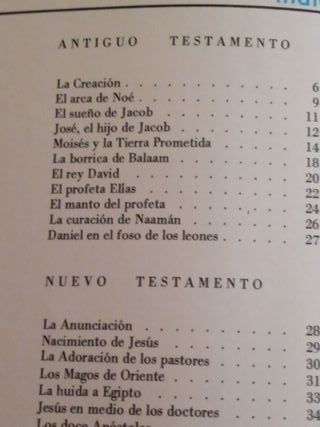 ANTIGUO TESTAMENTO
La Creación . . . . . . . . . . . . 6
El arca de Noé . . . . . . . . . . . 9
El sueño de Jacob . . . . . . . . . . 11
José, el hijo de Jacob . . . . . . . . . 12
Moisés y la Tierra Prometida . . . . . . . 14
La borrica de Balaam . . . . . . . . . 18
El rey David . . . . . . . . . . . . 20
El profeta Elías . . . . . . . . . . . 22
El manto del profeta . . . . . . . . . 24
La curación de Naamán . . . . . . . . 26
Daniel en el foso de los leones . . . . . . . 27
NUEVO TESTAMENTO
La Anunciación . . . . . . . . . . . 28
Nacimiento de Jesús . . . . . . . . . . 29
La Adoración de los pastores . . . . . . . 30
Los Magos de Oriente . . . . . . . . . 31
La huida a Egipto . . . . . . . . . . 33
Jesús en medio de los doctores . . . . . . . 34
Los doce Apóstoles